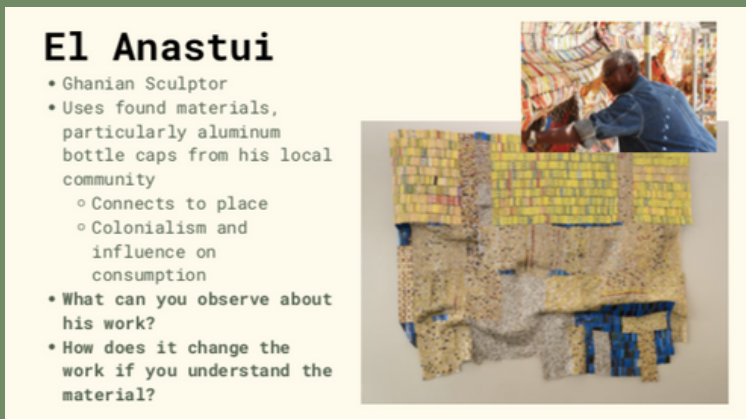 El Anastui
• Ghanian Sculptor
• Uses found materials,
particularly aluminum
bottle caps from his local
community
○ Connects to place
○ Colonialism and
influence on
consumption
• What can you observe about
his work?
• How does it change the
work if you understand the
material?